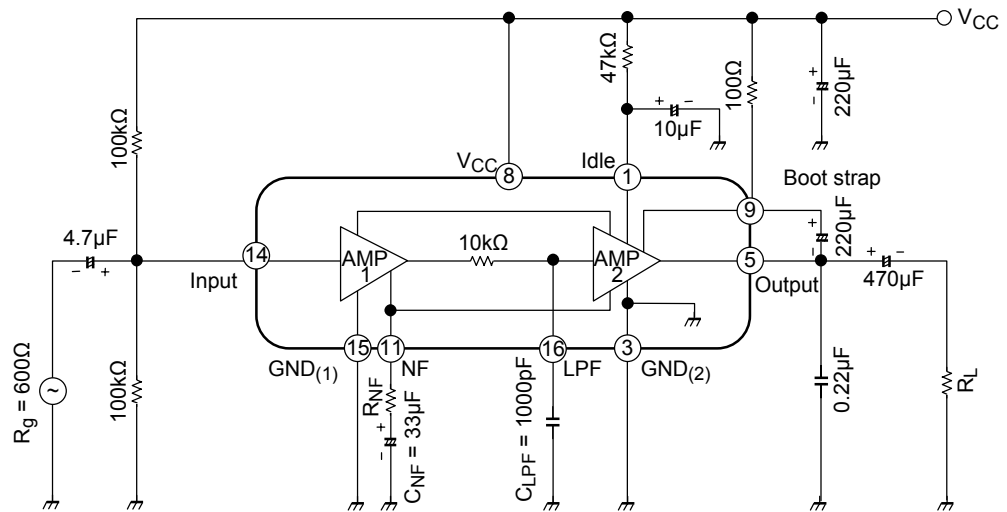 VCC
47kΩ
100Ω
220µF
+
−
+ −
10µF
100kΩ
VCC
8
Idle
1
Boot strap
9
4.7µF
− +
14
Input
AMP
1
10kΩ
AMP
2
5
Output
+
−
220µF
+ −
470µF
Rg = 600Ω
~
100kΩ
GND(1)
15
11
NF
16
LPF
3
GND(2)
RNF
+
−
CNF = 33µF
CLPF = 1000pF
0.22µF
RL